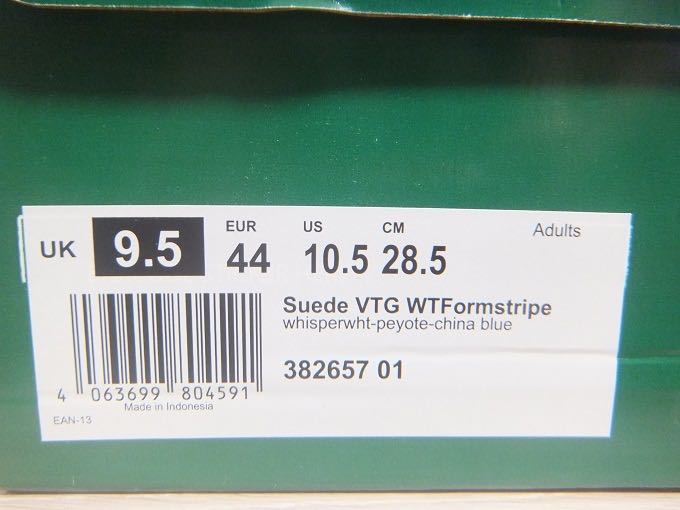 UK 9.5 EUR 44 US 10.5 CM 28.5 Adults
Suede VTG WTFormstripe
whisperwht-peyote-china blue
382657 01
4 063699 804591
Made in Indonesia
EAN-13